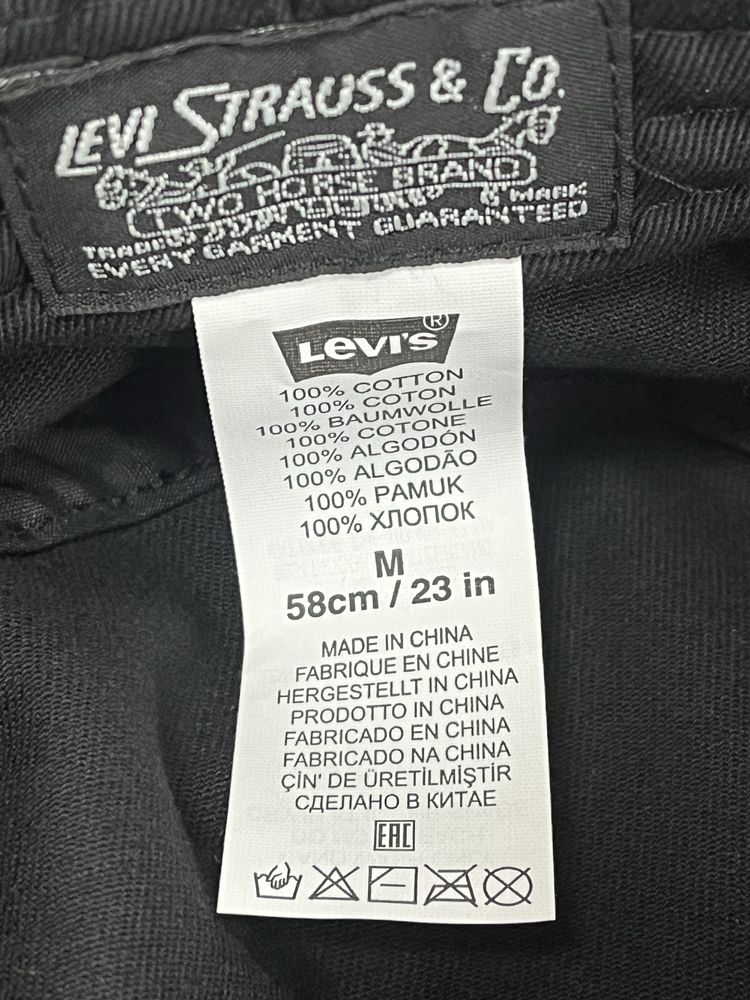 LEVI STRAUSS & CO.
TWO HORSE BRAND
TRADE MARK
EVERY GARMENT GUARANTEED
LEVI'S®
100% COTTON
100% COTON
100% BAUMWOLLE
100% COTONE
100% ALGODÓN
100% ALGODÃO
100% PAMUK
100% ХЛОПОК
M
58cm / 23 in
MADE IN CHINA
FABRIQUE EN CHINE
HERGESTELLT IN CHINA
PRODOTTO IN CHINA
FABRICADO EN CHINA
FABRICADO NA CHINA
ÇİN' DE ÜRETİLMİŞTİR
СДЕЛАНО В КИТАЕ
EAC